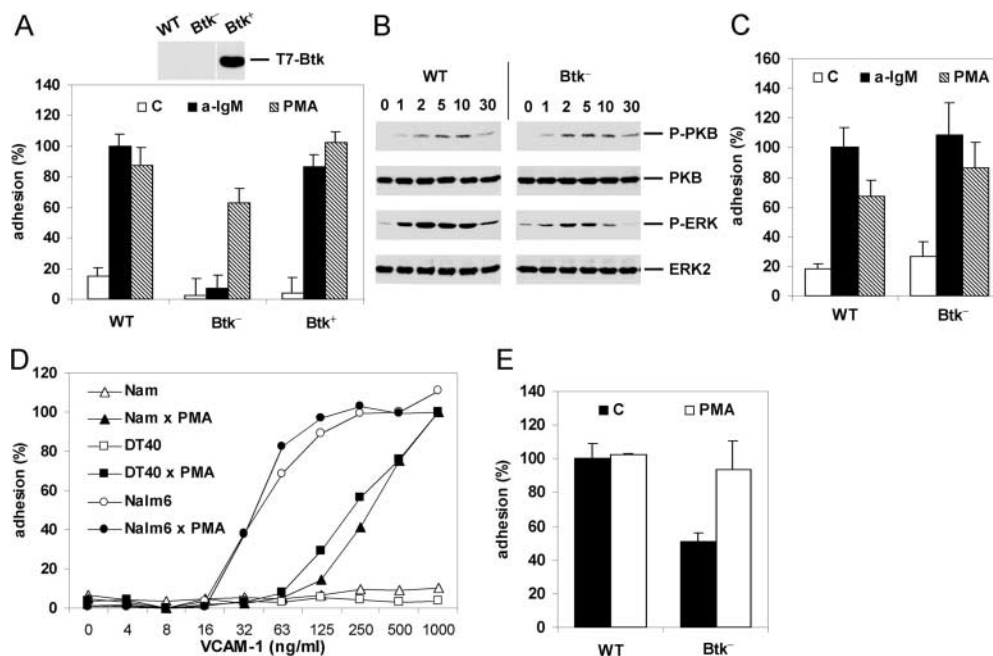 A
WT Btk⁻ Btk⁺
T7-Btk
C a-IgM PMA
adhesion (%)
120
100
80
60
40
20
0
WT Btk⁻ Btk⁺
B
WT Btk⁻
0 1 2 5 10 30 0 1 2 5 10 30
P-PKB
PKB
P-ERK
ERK2
C
C a-IgM PMA
adhesion (%)
160
140
120
100
80
60
40
20
0
WT Btk⁻
D
Nam
Nam x PMA
DT40
DT40 x PMA
Nalm6
Nalm6 x PMA
adhesion (%)
120
100
80
60
40
20
0
0 4 8 16 32 63 125 250 500 1000
VCAM-1 (ng/ml)
E
C PMA
adhesion (%)
120
100
80
60
40
20
0
WT Btk⁻